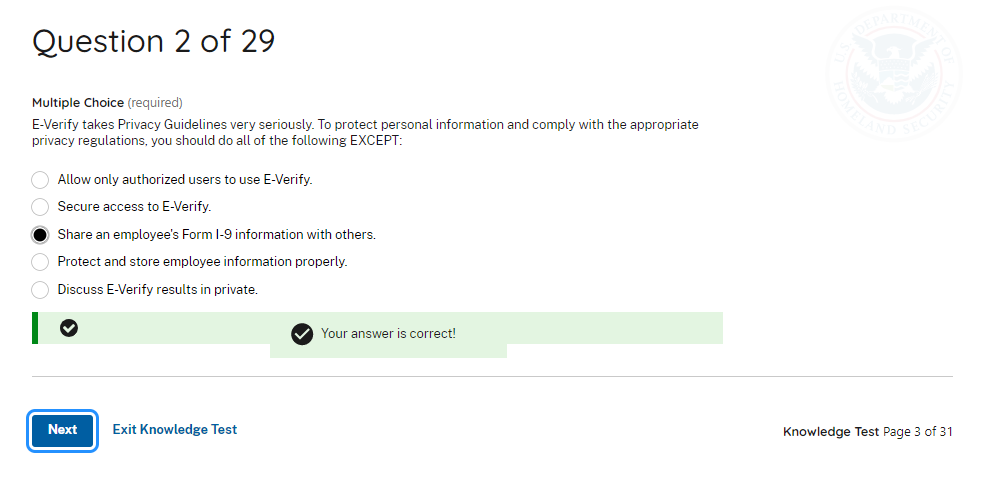 Question 2 of 29
U.S. DEPARTMENT OF
HOMELAND SECURITY
Multiple Choice (required)
E-Verify takes Privacy Guidelines very seriously. To protect personal information and comply with the appropriate
privacy regulations, you should do all of the following EXCEPT:
Allow only authorized users to use E-Verify.
Secure access to E-Verify.
Share an employee's Form I-9 information with others.
Protect and store employee information properly.
Discuss E-Verify results in private.
Your answer is correct!
Next
Exit Knowledge Test
Knowledge Test Page 3 of 31